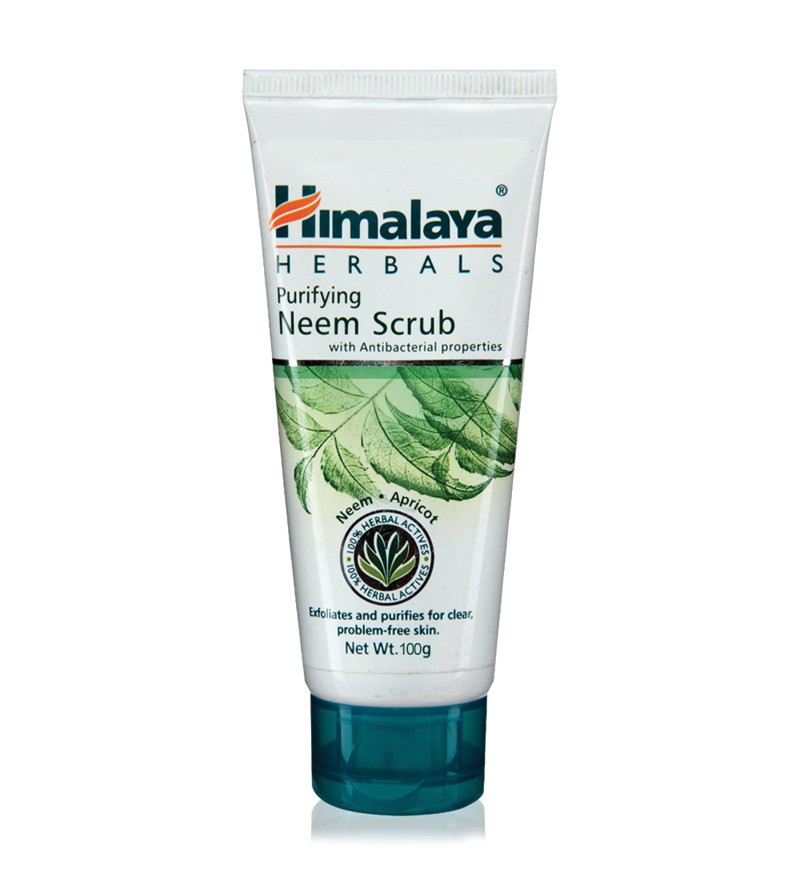 Himalaya®
HERBALS
Purifying
Neem Scrub
with Antibacterial properties
Neem • Apricot
100% HERBAL ACTIVES • 100% HERBAL ACTIVES •
Exfoliates and purifies for clear,
problem-free skin.
Net Wt.100g